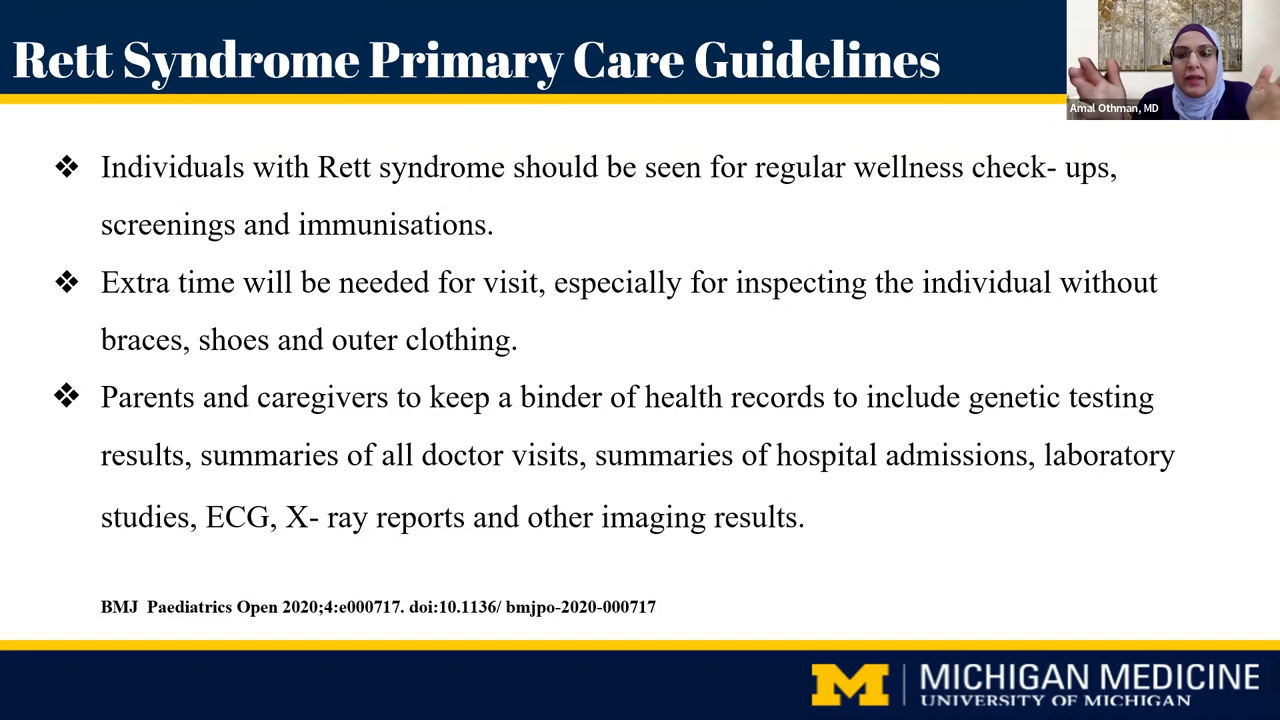 Rett Syndrome Primary Care Guidelines
Amal Othman, MD
❖ Individuals with Rett syndrome should be seen for regular wellness check- ups,
screenings and immunisations.
❖ Extra time will be needed for visit, especially for inspecting the individual without
braces, shoes and outer clothing.
❖ Parents and caregivers to keep a binder of health records to include genetic testing
results, summaries of all doctor visits, summaries of hospital admissions, laboratory
studies, ECG, X- ray reports and other imaging results.
BMJ Paediatrics Open 2020;4:e000717. doi:10.1136/ bmjpo-2020-000717
M | MICHIGAN MEDICINE
UNIVERSITY OF MICHIGAN